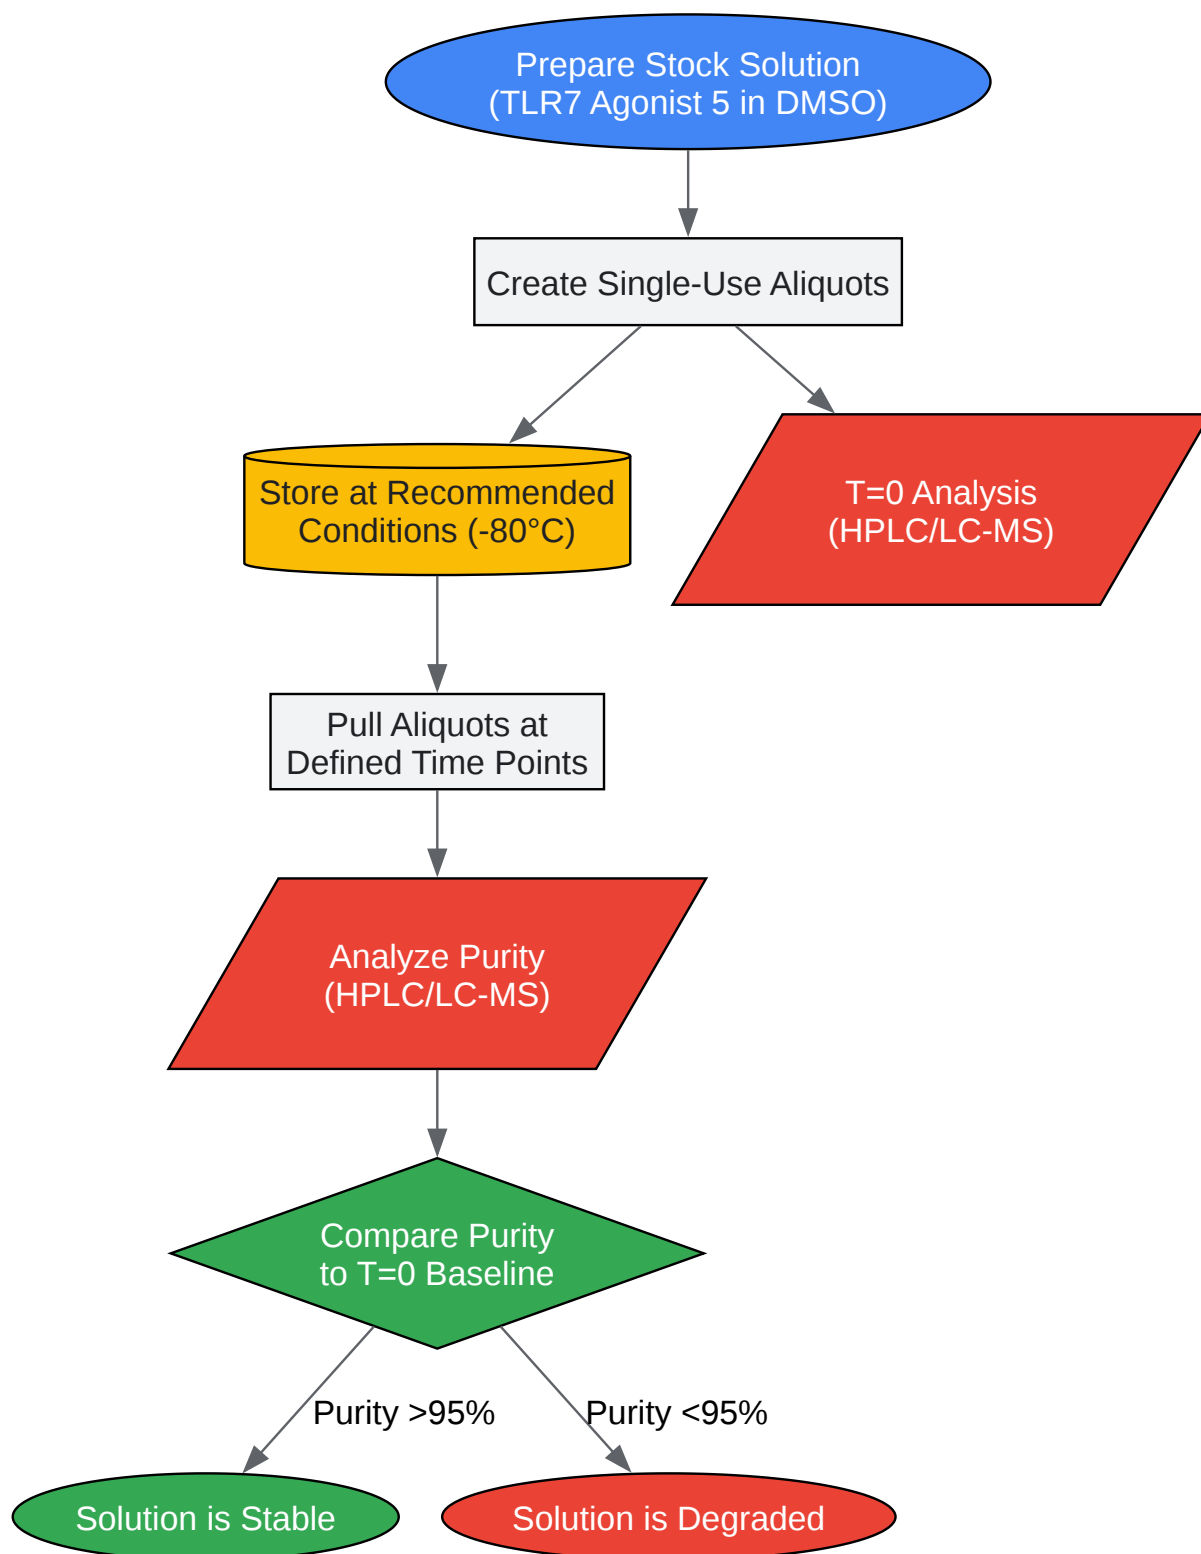 Prepare Stock Solution
(TLR7 Agonist 5 in DMSO)
Create Single-Use Aliquots
Store at Recommended
Conditions (-80°C)
T=0 Analysis
(HPLC/LC-MS)
Pull Aliquots at
Defined Time Points
Analyze Purity
(HPLC/LC-MS)
Compare Purity
to T=0 Baseline
Purity >95%
Purity <95%
Solution is Stable
Solution is Degraded